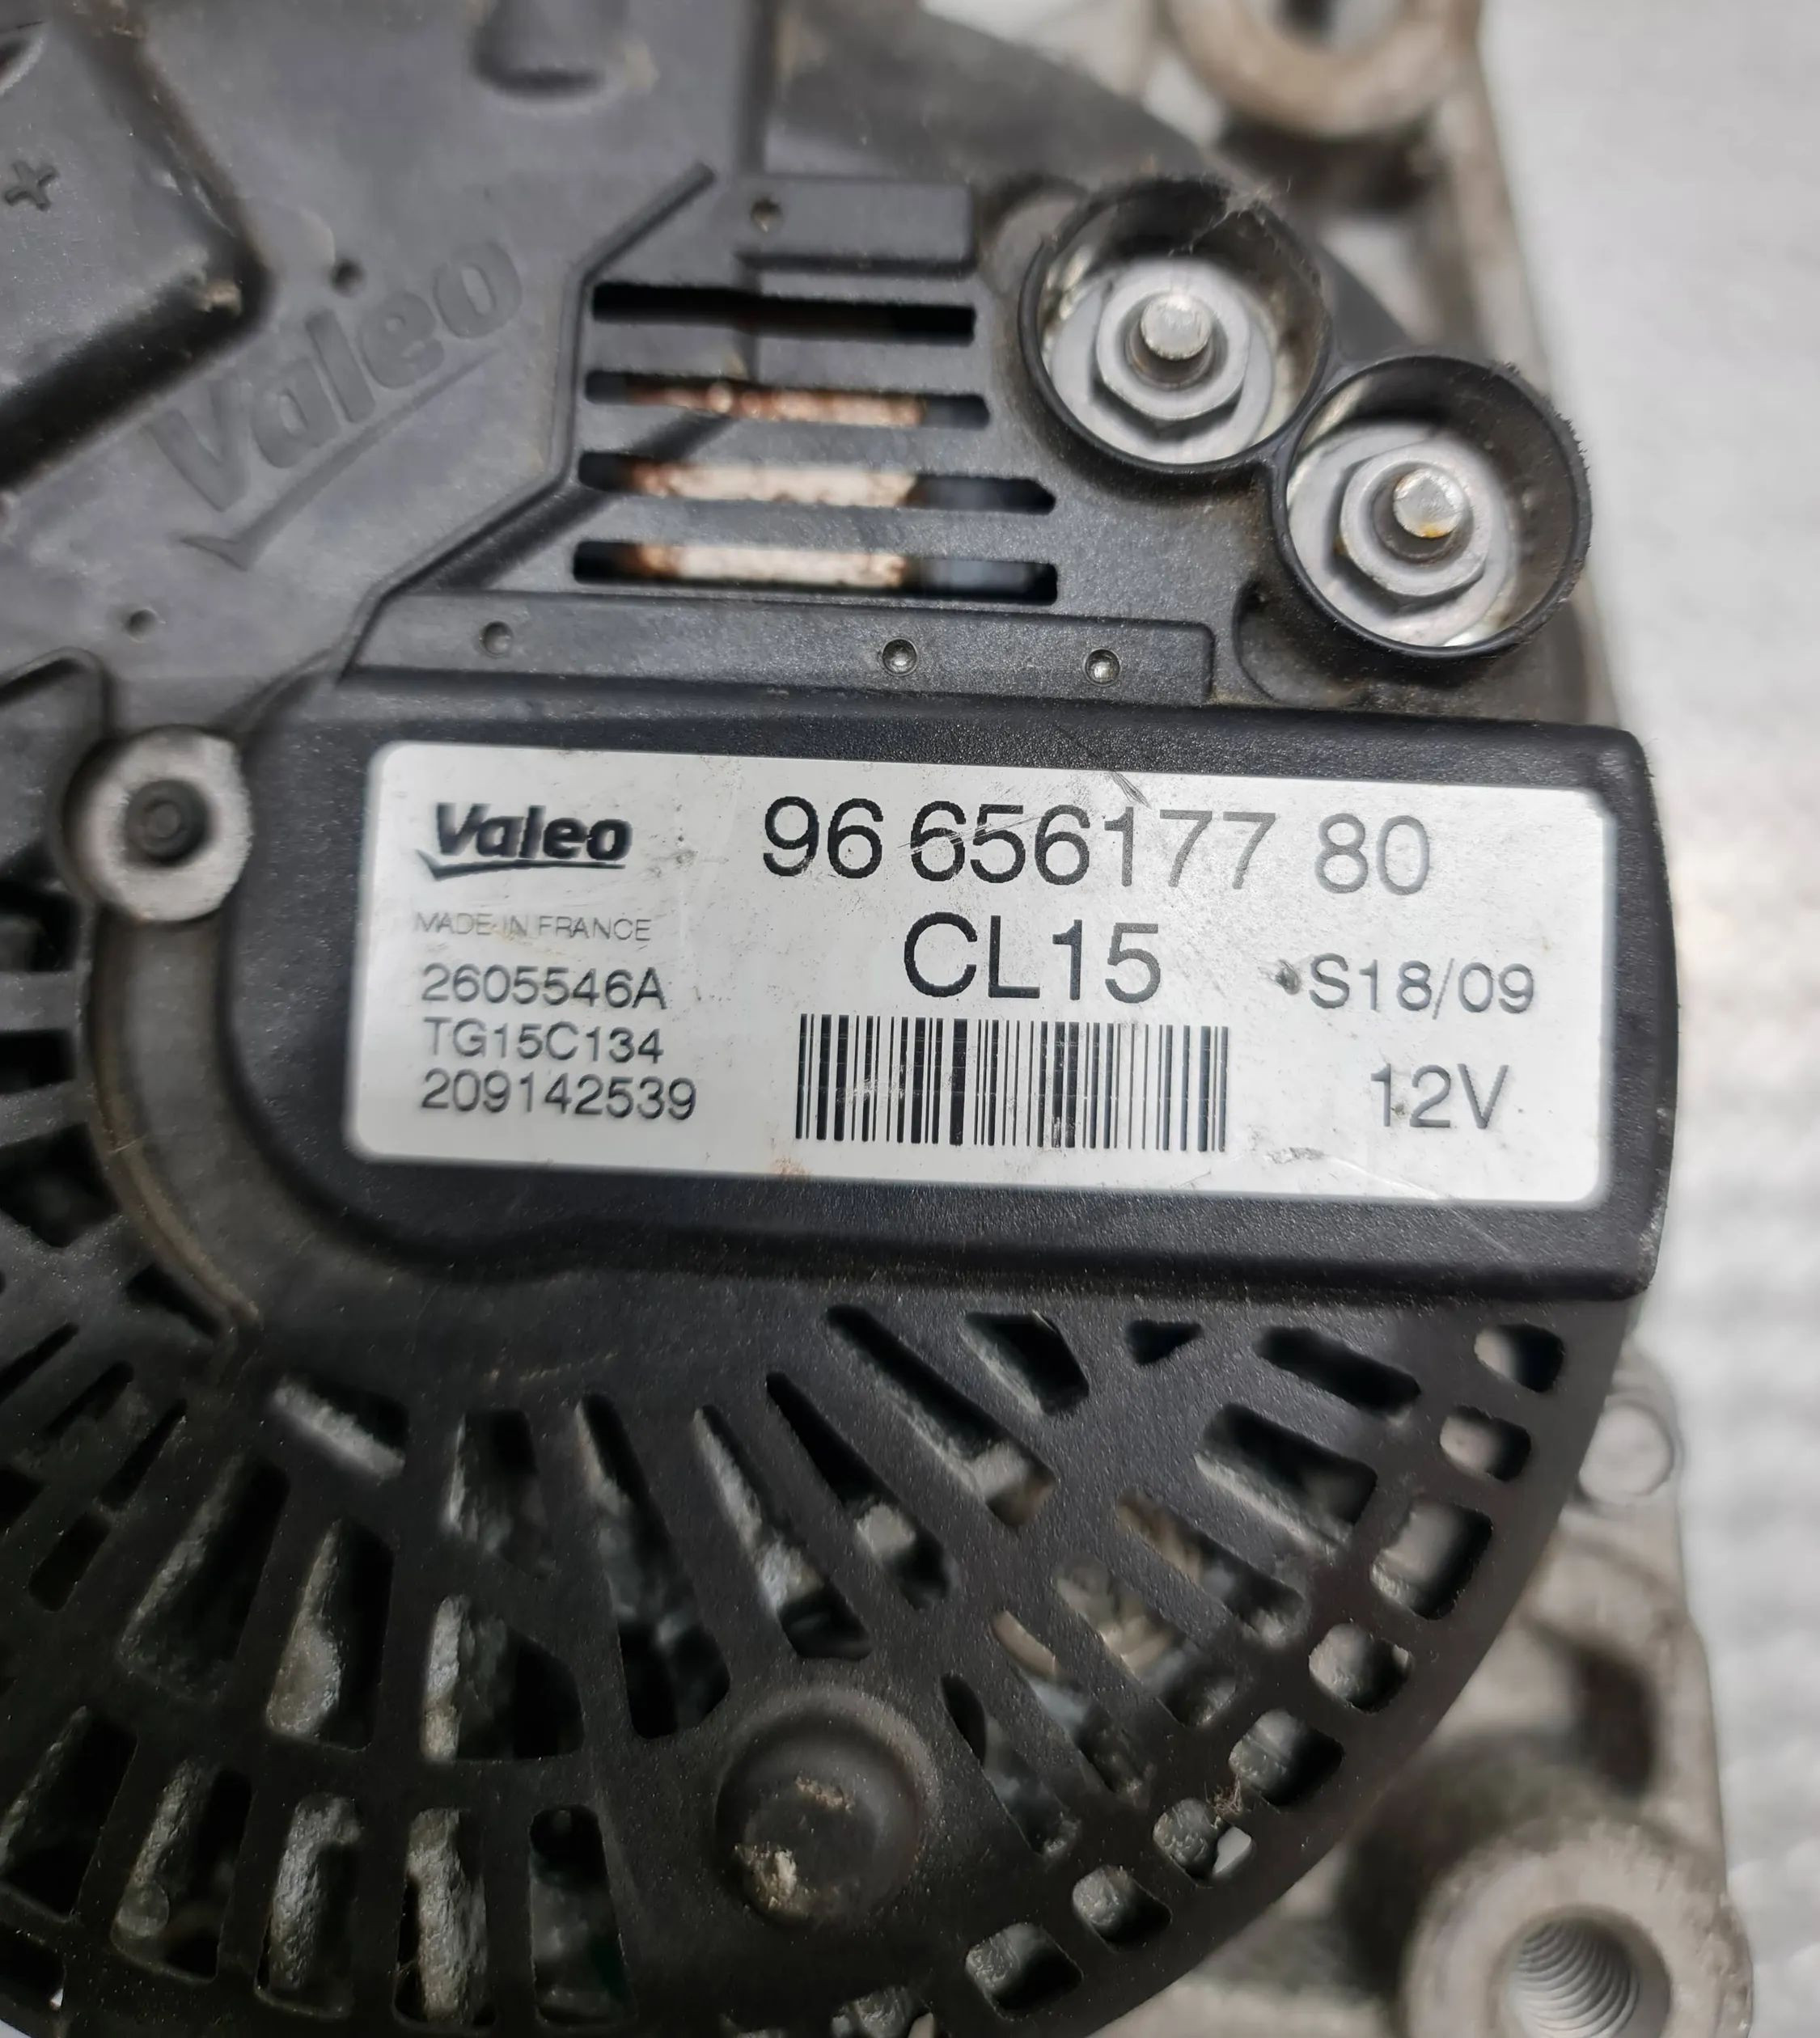 +
Valeo
Valeo 96 656177 80
MADE IN FRANCE CL15
2605546A S18/09
TG15C134
209142539 12V